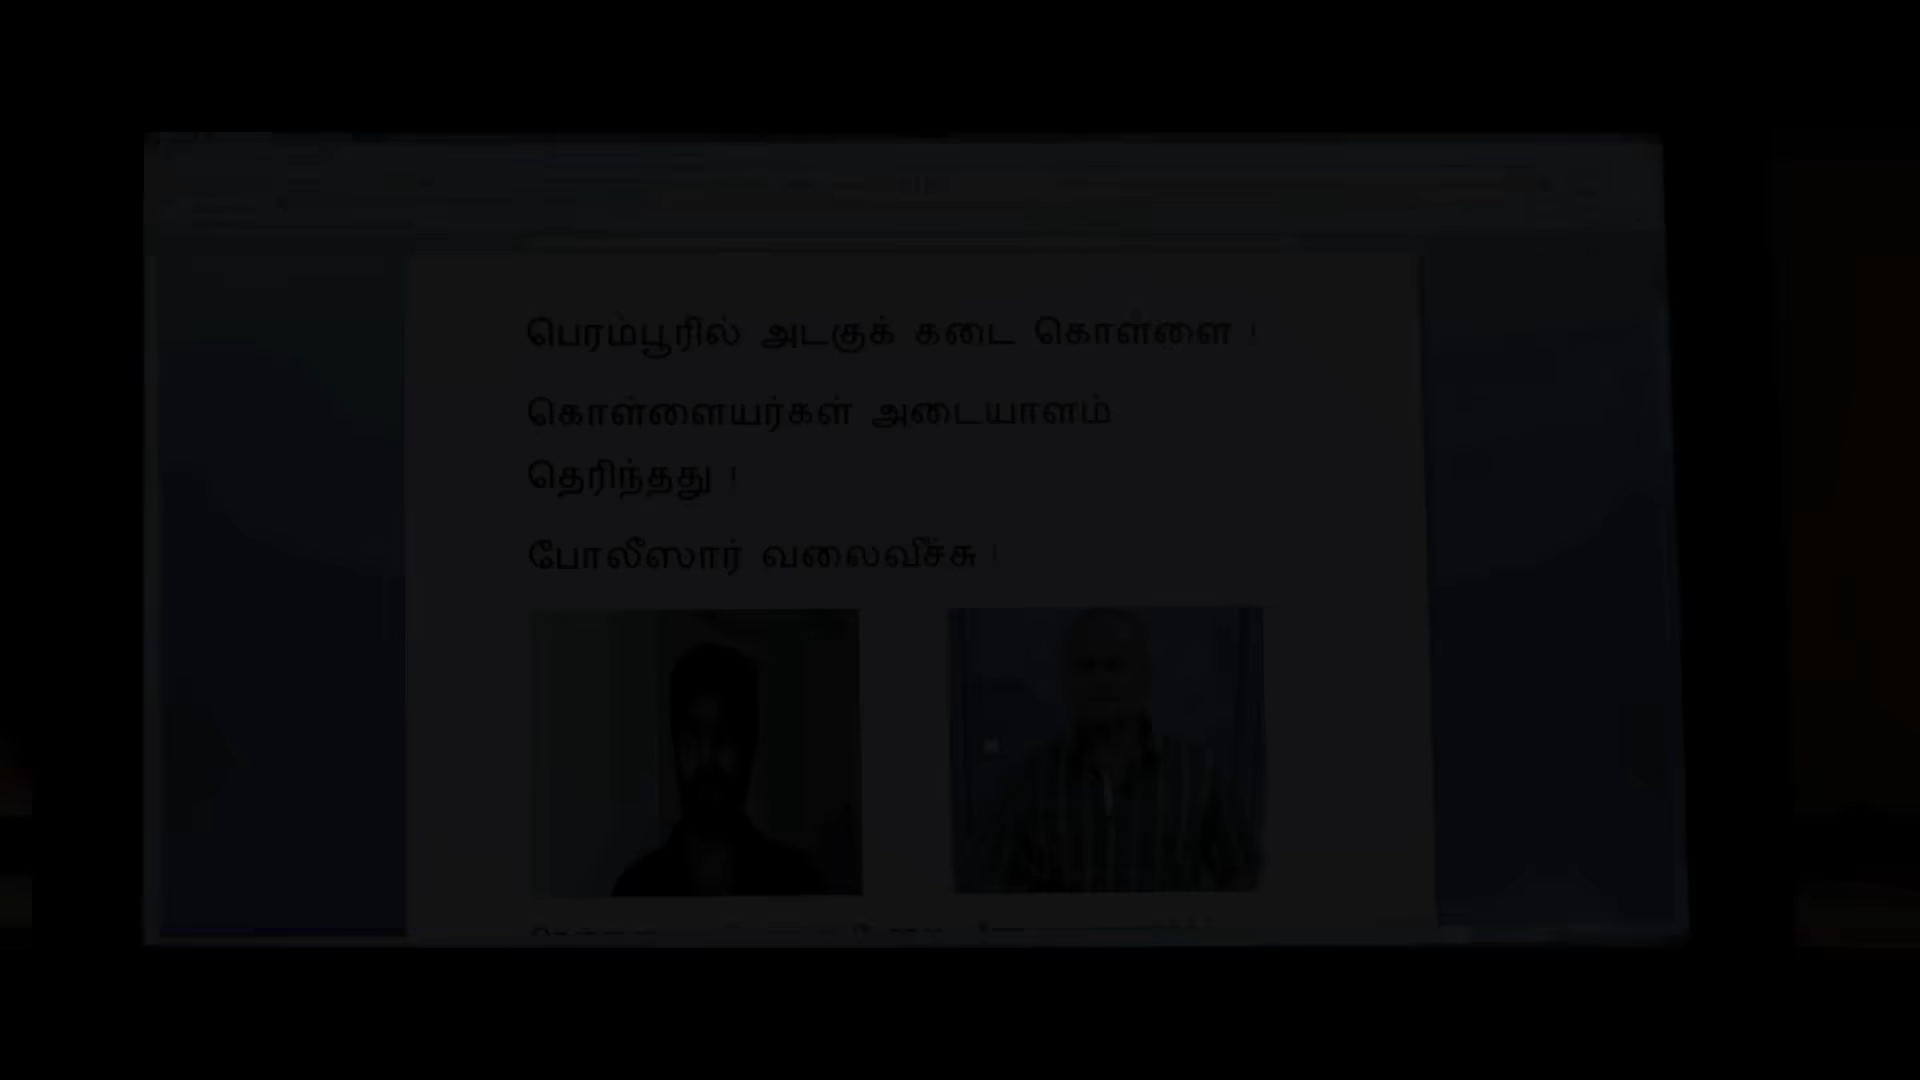 பெரம்பூரில் அடகுக் கடை கொள்ளை !
கொள்ளையர்கள் அடையாளம்
தெரிந்தது !
போலீஸார் வலைவீச்சு !